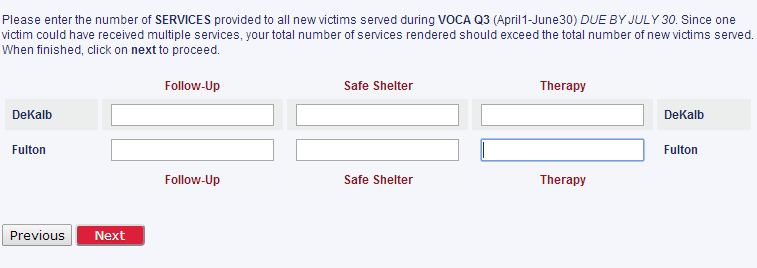 Please enter the number of SERVICES provided to all new victims served during VOCA Q3 (April1-June30) DUE BY JULY 30. Since one
victim could have received multiple services, your total number of services rendered should exceed the total number of new victims served.
When finished, click on next to proceed.
Follow-Up Safe Shelter Therapy
DeKalb DeKalb
Fulton Fulton
Follow-Up Safe Shelter Therapy
Previous Next